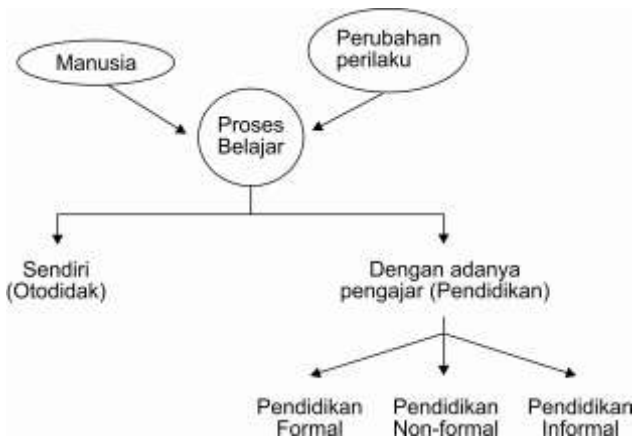 Manusia
Perubahan
perilaku
Proses
Belajar
Sendiri
(Otodidak)
Dengan adanya
pengajar (Pendidikan)
Pendidikan
Formal
Pendidikan
Non-formal
Pendidikan
Informal